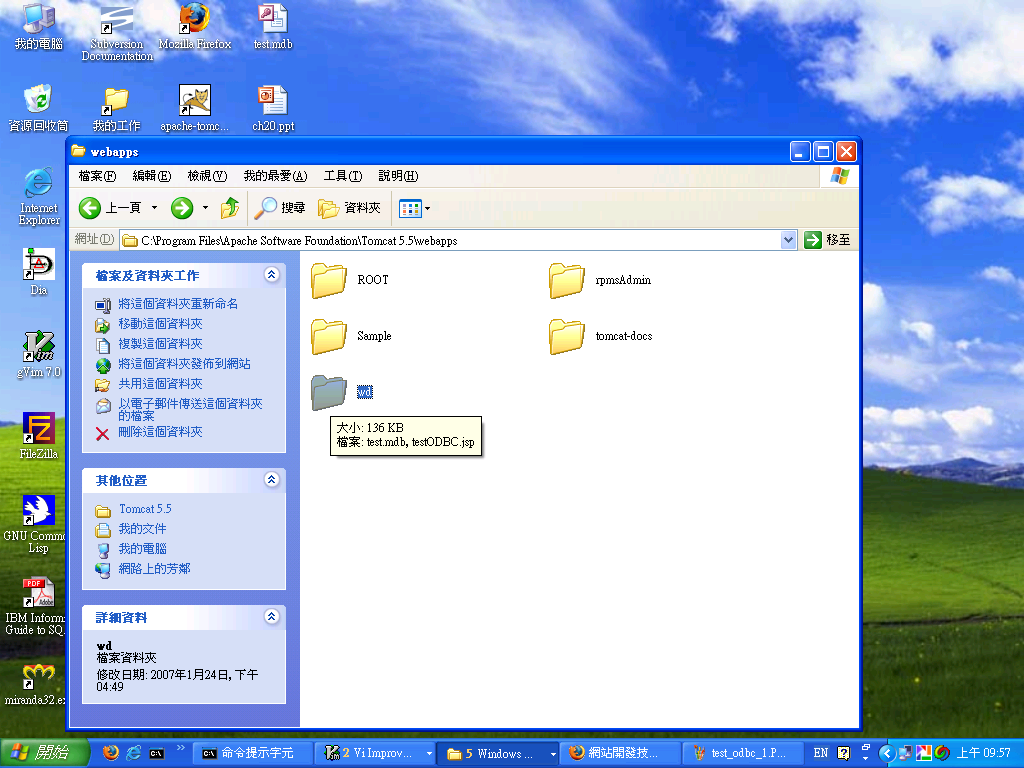 我的電腦
Subversion
Documentation
Mozilla Firefox
test.mdb
資源回收筒
我的工作
apache-tomc...
ch20.ppt
Internet
Explorer
Dia
gVim 7.0
FileZilla
GNU Commo
Lisp
PDF
Adobe
IBM Inform
Guide to SQ
miranda32.ex
webapps
檔案(F) 編輯(E) 檢視(V) 我的最愛(A) 工具(T) 說明(H)
上一頁 搜尋 資料夾
網址(D) C:\Program Files\Apache Software Foundation\Tomcat 5.5\webapps 移至
檔案及資料夾工作
將這個資料夾重新命名
移動這個資料夾
複製這個資料夾
將這個資料夾發佈到網站
共用這個資料夾
以電子郵件傳送這個資料夾
的檔案
刪除這個資料夾
其他位置
Tomcat 5.5
我的文件
我的電腦
網路上的芳鄰
詳細資料
wd
檔案資料夾
修改日期: 2007年1月24日, 下午
04:49
ROOT
rpmsAdmin
Sample
tomcat-docs
wd
大小: 136 KB
檔案: test.mdb, testODBC.jsp
開始 命令提示字元 2 Vi Improv... 5 Windows ... 網站開發技... test_odbc_1.P... EN 上午 09:57